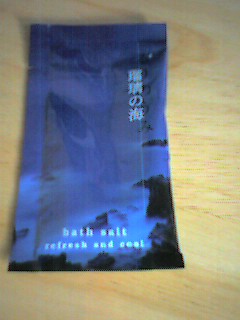 瑠璃の海
bath salt
refresh and cool